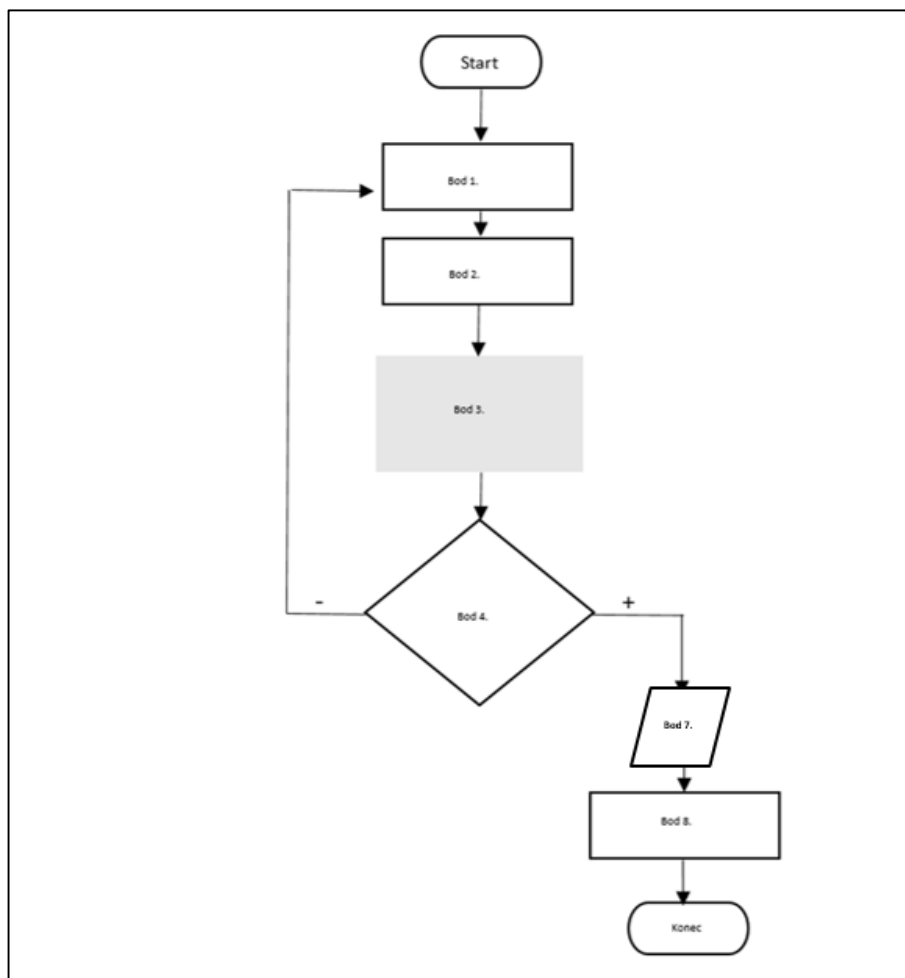 Start
Bod 1.
Bod 2.
Bod 3.
Bod 4.
-
+
Bod 7.
Bod 8.
Konec